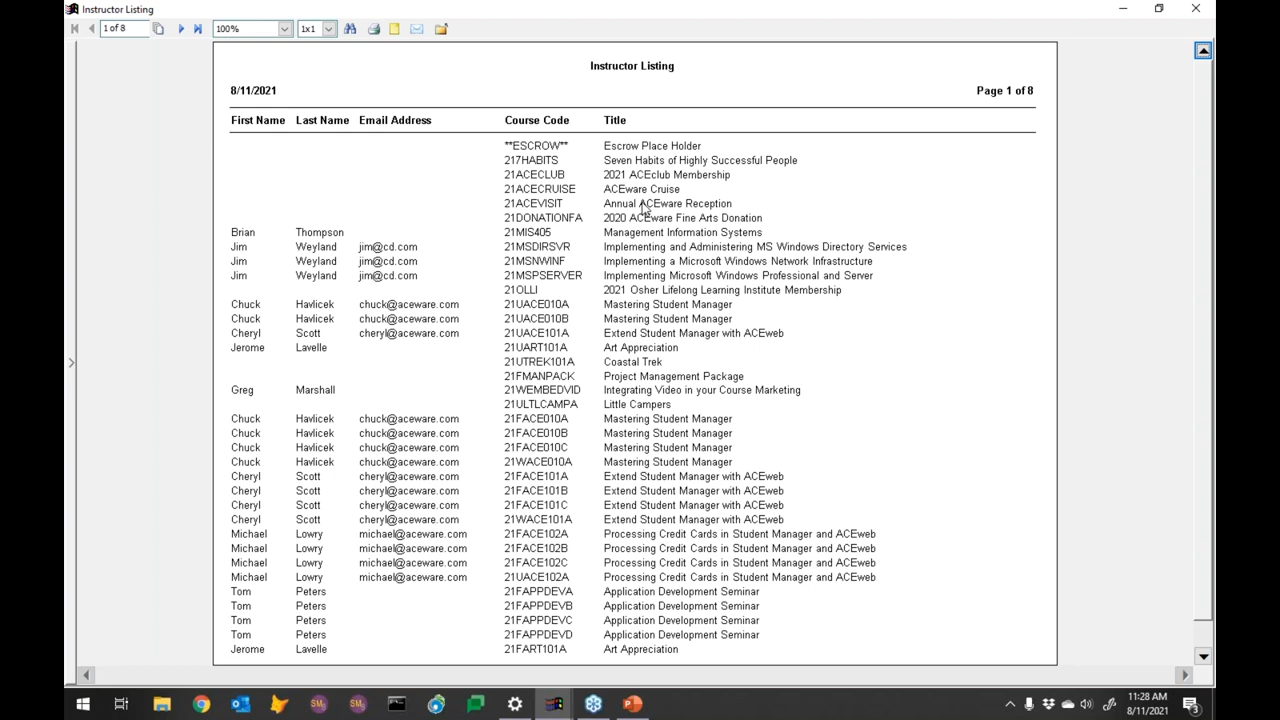 Instructor Listing
1 of 8 100% 1x1
Instructor Listing
8/11/2021 Page 1 of 8
First Name Last Name Email Address Course Code Title
**ESCROW** Escrow Place Holder
217HABITS Seven Habits of Highly Successful People
21ACECLUB 2021 ACEclub Membership
21ACECRUISE ACEware Cruise
21ACEVISIT Annual ACEware Reception
21DONATIONFA 2020 ACEware Fine Arts Donation
Brian Thompson 21MIS405 Management Information Systems
Jim Weyland jim@cd.com 21MSDIRSVR Implementing and Administering MS Windows Directory Services
Jim Weyland jim@cd.com 21MSNWINF Implementing a Microsoft Windows Network Infrastructure
Jim Weyland jim@cd.com 21MSPSERVER Implementing Microsoft Windows Professional and Server
21OLLI 2021 Osher Lifelong Learning Institute Membership
Chuck Havlicek chuck@aceware.com 21UACE010A Mastering Student Manager
Chuck Havlicek chuck@aceware.com 21UACE010B Mastering Student Manager
Cheryl Scott cheryl@aceware.com 21UACE101A Extend Student Manager with ACEweb
Jerome Lavelle 21UART101A Art Appreciation
21UTREK101A Coastal Trek
21FMANPACK Project Management Package
Greg Marshall 21WEMBEDVID Integrating Video in your Course Marketing
21ULTLCAMPA Little Campers
Chuck Havlicek chuck@aceware.com 21FACE010A Mastering Student Manager
Chuck Havlicek chuck@aceware.com 21FACE010B Mastering Student Manager
Chuck Havlicek chuck@aceware.com 21FACE010C Mastering Student Manager
Chuck Havlicek chuck@aceware.com 21WACE010A Mastering Student Manager
Cheryl Scott cheryl@aceware.com 21FACE101A Extend Student Manager with ACEweb
Cheryl Scott cheryl@aceware.com 21FACE101B Extend Student Manager with ACEweb
Cheryl Scott cheryl@aceware.com 21FACE101C Extend Student Manager with ACEweb
Cheryl Scott cheryl@aceware.com 21WACE101A Extend Student Manager with ACEweb
Michael Lowry michael@aceware.com 21FACE102A Processing Credit Cards in Student Manager and ACEweb
Michael Lowry michael@aceware.com 21FACE102B Processing Credit Cards in Student Manager and ACEweb
Michael Lowry michael@aceware.com 21FACE102C Processing Credit Cards in Student Manager and ACEweb
Michael Lowry michael@aceware.com 21UACE102A Processing Credit Cards in Student Manager and ACEweb
Tom Peters 21FAPPDEVA Application Development Seminar
Tom Peters 21FAPPDEVB Application Development Seminar
Tom Peters 21FAPPDEVC Application Development Seminar
Tom Peters 21FAPPDEVD Application Development Seminar
Jerome Lavelle 21FART101A Art Appreciation
SM SM
11:28 AM
8/11/2021
3